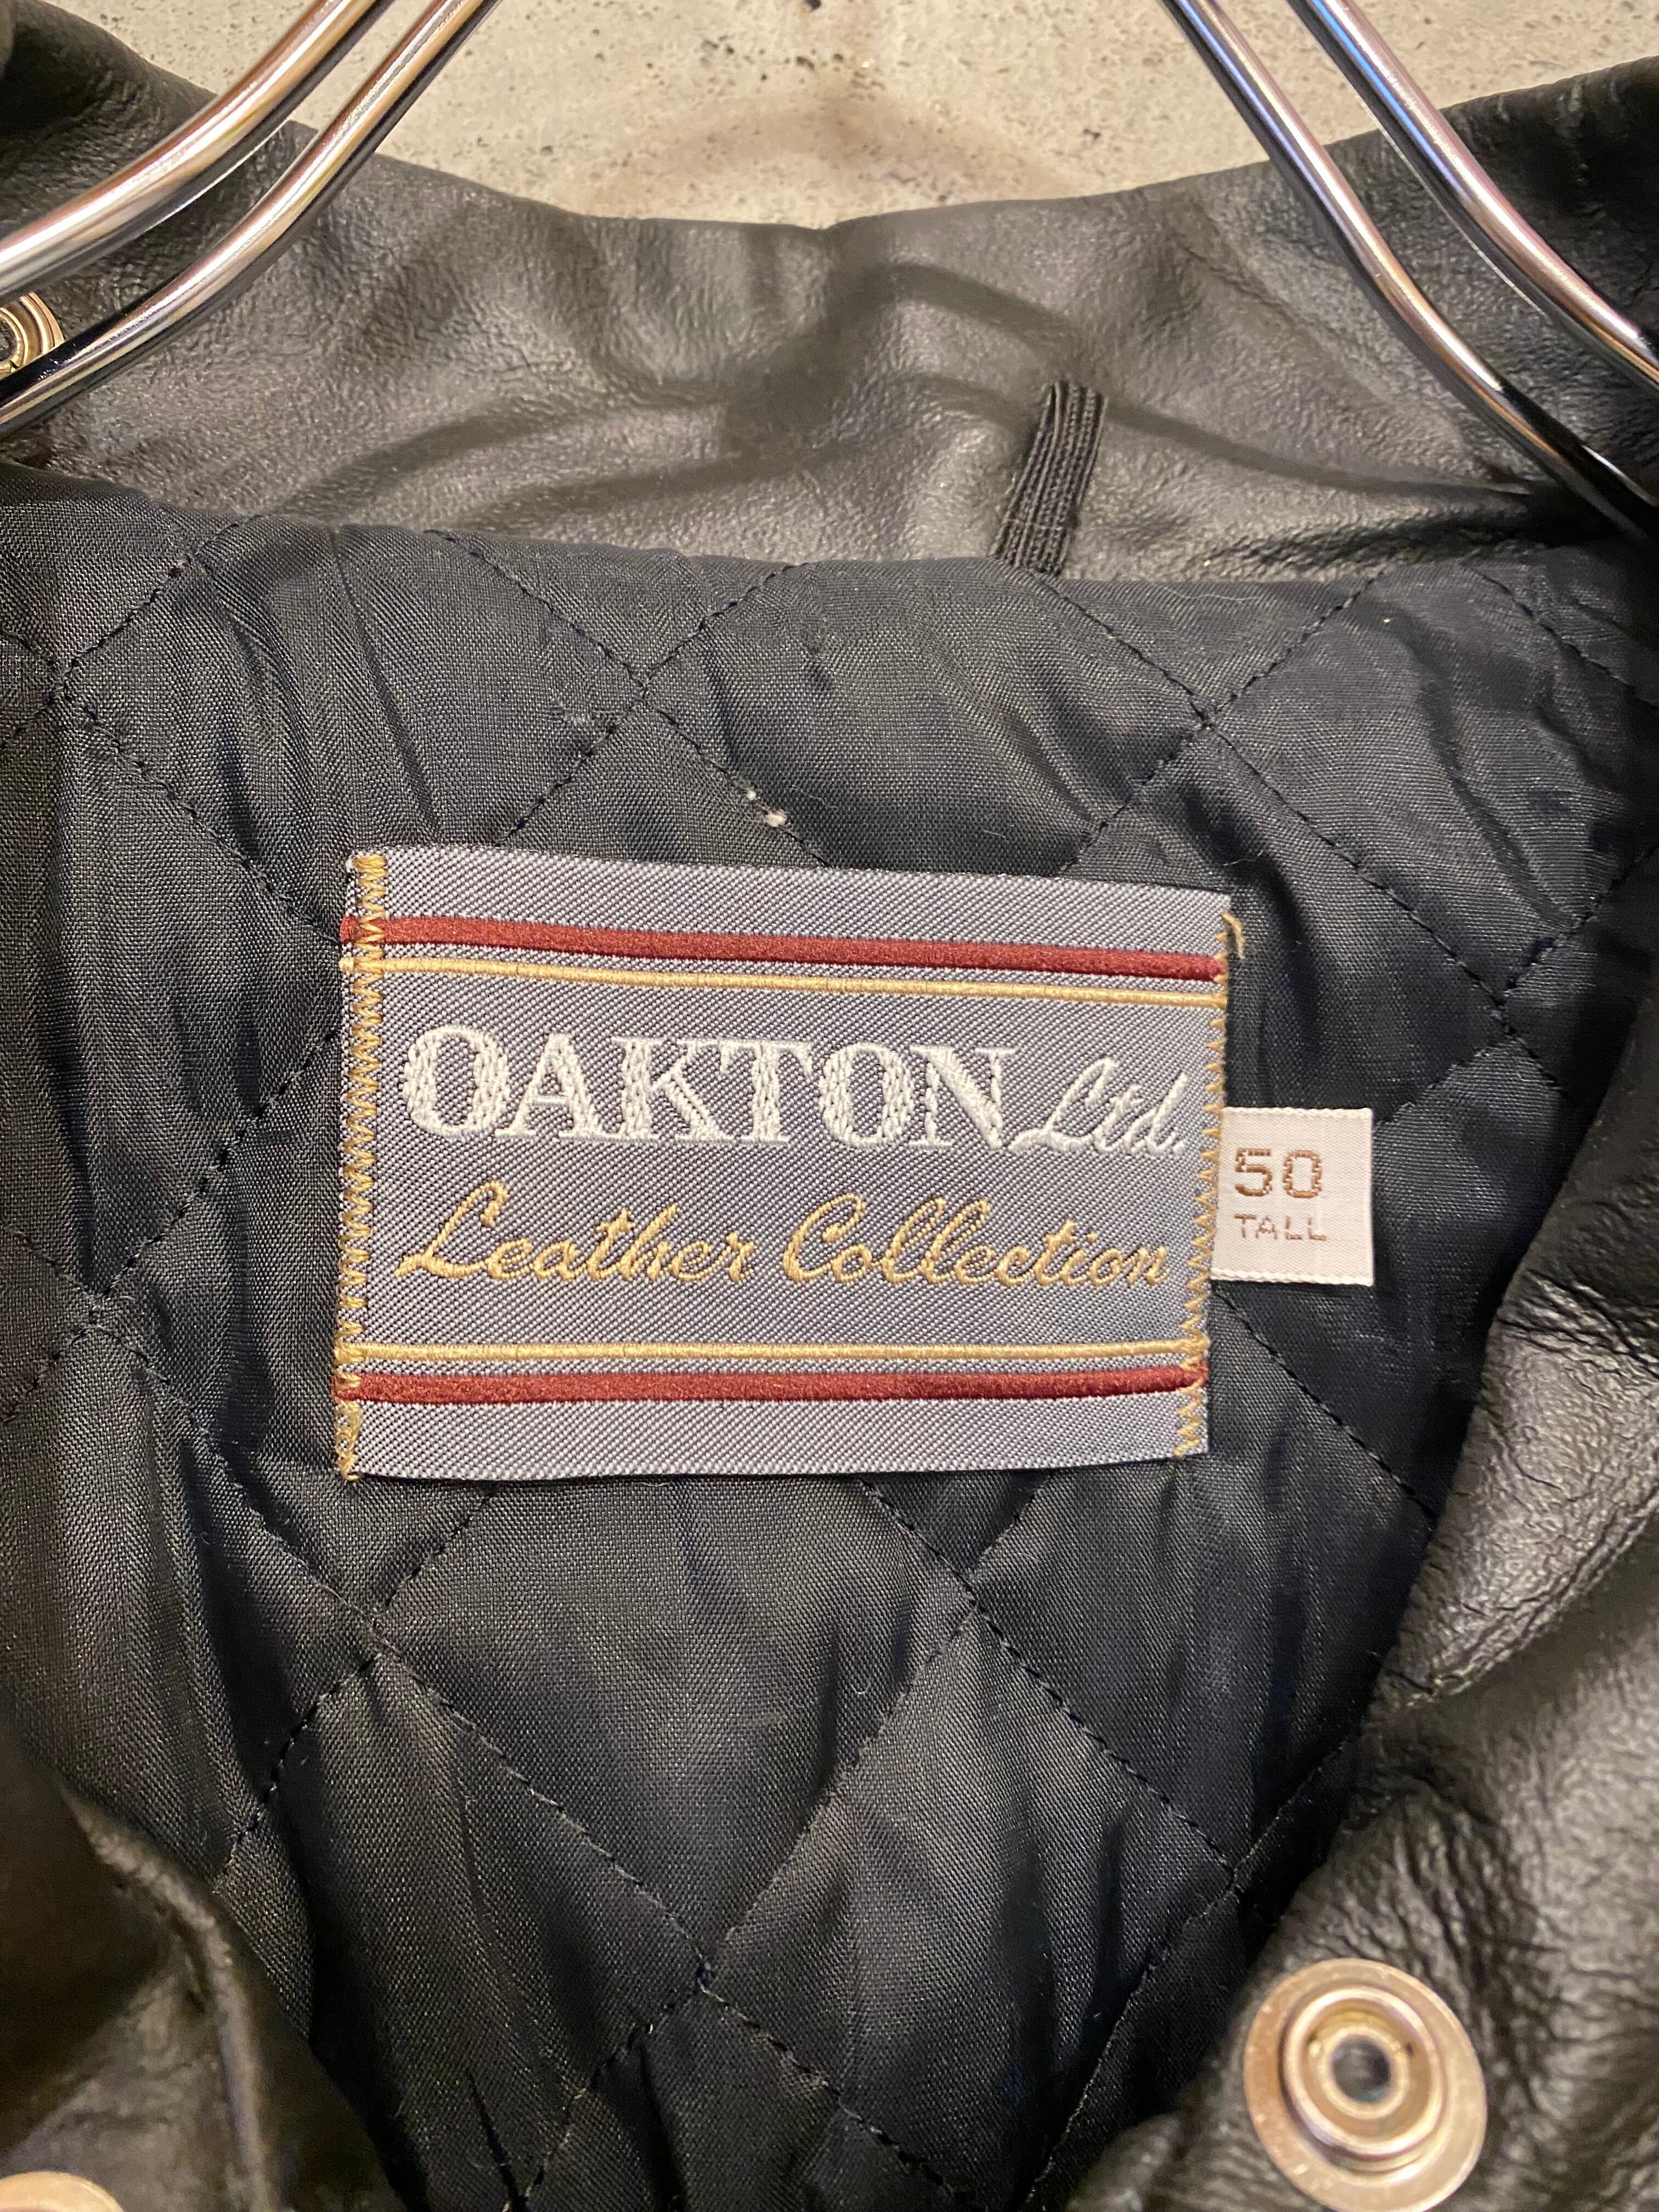 OAKTON Ltd.
Leather Collection
50
TALL